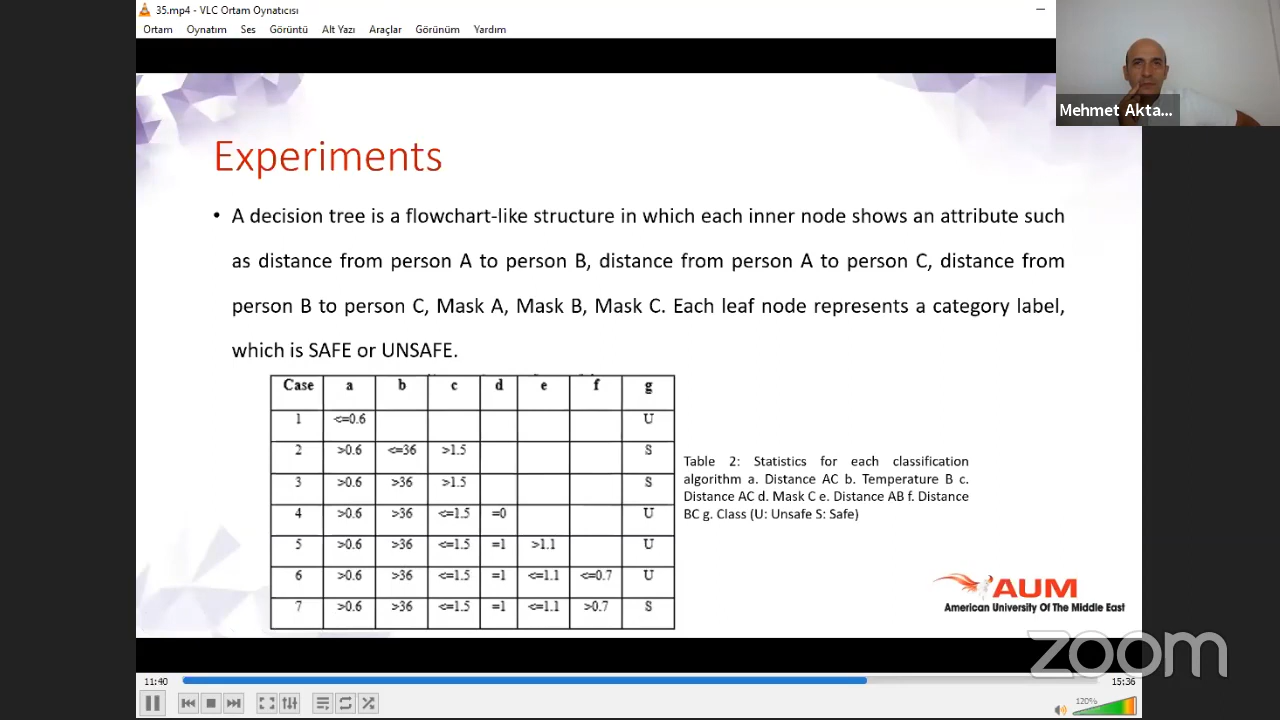 35.mp4 - VLC Ortam Oynatıcısı
Ortam Oynatım Ses Görüntü Alt Yazı Araçlar Görünüm Yardım
Mehmet Akta...
Experiments
• A decision tree is a flowchart-like structure in which each inner node shows an attribute such
as distance from person A to person B, distance from person A to person C, distance from
person B to person C, Mask A, Mask B, Mask C. Each leaf node represents a category label,
which is SAFE or UNSAFE.
Case a b c d e f g
1 <=0.6 U
2 >0.6 <=36 >1.5 S
3 >0.6 >36 >1.5 S
4 >0.6 >36 <=1.5 =0 U
5 >0.6 >36 <=1.5 =1 >1.1 U
6 >0.6 >36 <=1.5 =1 <=1.1 <=0.7 U
7 >0.6 >36 <=1.5 =1 <=1.1 >0.7 S
Table 2: Statistics for each classification
algorithm a. Distance AC b. Temperature B c.
Distance AC d. Mask C e. Distance AB f. Distance
BC g. Class (U: Unsafe S: Safe)
AUM
American University Of The Middle East
zoom
11:40 15:36
120%